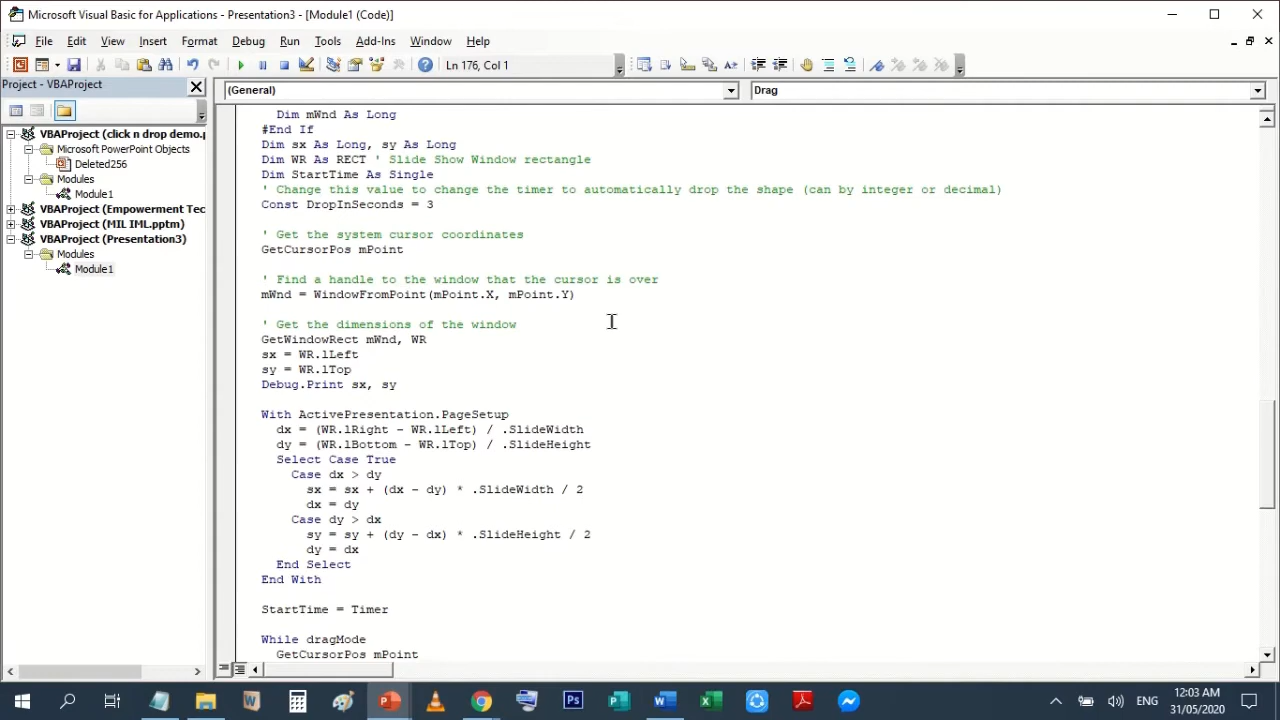 Microsoft Visual Basic for Applications - Presentation3 - [Module1 (Code)]
File Edit View Insert Format Debug Run Tools Add-Ins Window Help
Ln 176, Col 1
Project - VBAProject
(General)
Drag
VBAProject (click n drop demo.p
Microsoft PowerPoint Objects
Deleted256
Modules
Module1
VBAProject (Empowerment Tec
VBAProject (MIL IML.pptm)
VBAProject (Presentation3)
Modules
Module1
Dim mWnd As Long
#End If
Dim sx As Long, sy As Long
Dim WR As RECT ' Slide Show Window rectangle
Dim StartTime As Single
' Change this value to change the timer to automatically drop the shape (can by integer or decimal)
Const DropInSeconds = 3
' Get the system cursor coordinates
GetCursorPos mPoint
' Find a handle to the window that the cursor is over
mWnd = WindowFromPoint(mPoint.X, mPoint.Y)
' Get the dimensions of the window
GetWindowRect mWnd, WR
sx = WR.lLeft
sy = WR.lTop
Debug.Print sx, sy
With ActivePresentation.PageSetup
dx = (WR.lRight - WR.lLeft) / .SlideWidth
dy = (WR.lBottom - WR.lTop) / .SlideHeight
Select Case True
Case dx > dy
sx = sx + (dx - dy) * .SlideWidth / 2
dx = dy
Case dy > dx
sy = sy + (dy - dx) * .SlideHeight / 2
dy = dx
End Select
End With
StartTime = Timer
While dragMode
GetCursorPos mPoint
ENG
12:03 AM
31/05/2020